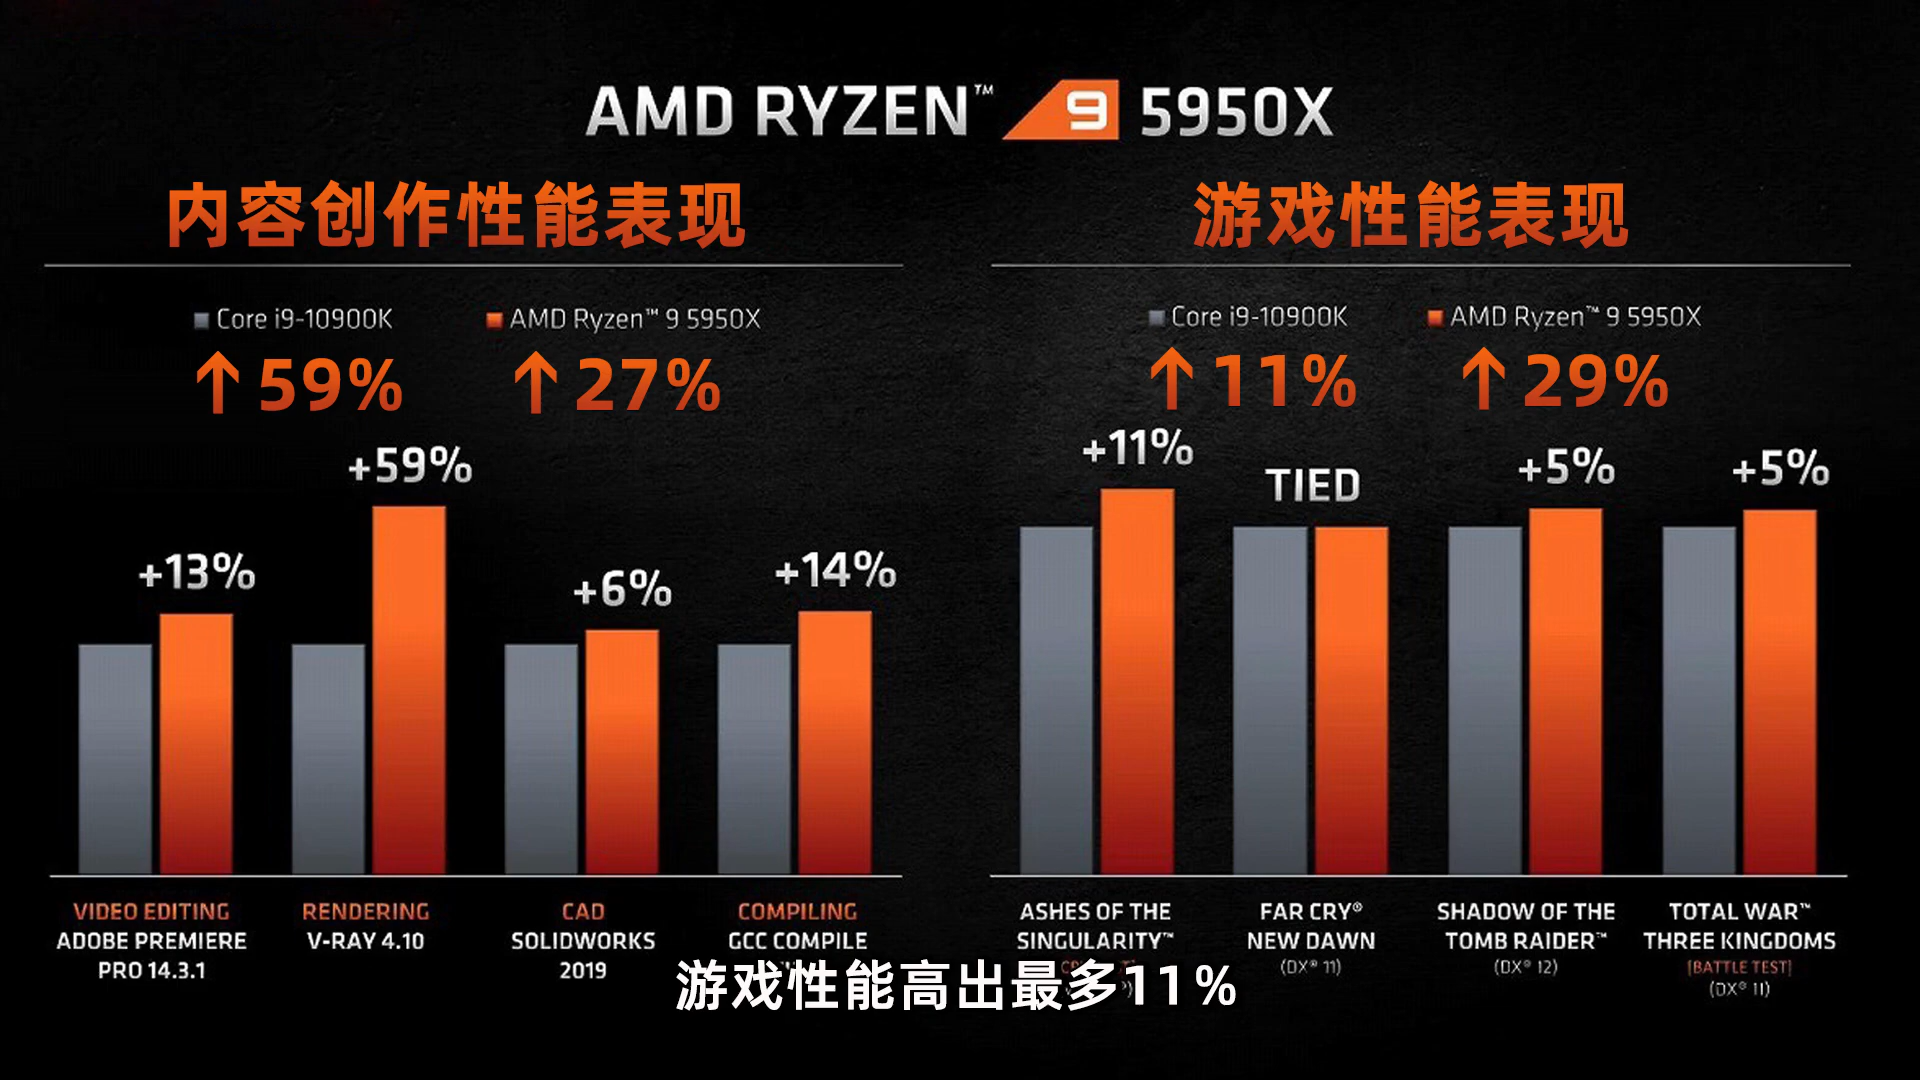 AMD RYZEN™ 9 5950X
内容创作性能表现
Core i9-10900K
AMD Ryzen™ 9 5950X
↑59%
↑27%
+13%
+59%
+6%
+14%
VIDEO EDITING
ADOBE PREMIERE
PRO 14.3.1
RENDERING
V-RAY 4.10
CAD
SOLIDWORKS
2019
COMPILING
GCC COMPILE
游戏性能表现
Core i9-10900K
AMD Ryzen™ 9 5950X
↑11%
↑29%
+11%
TIED
+5%
+5%
ASHES OF THE
SINGULARITY™
FAR CRY®
NEW DAWN
(DX® 11)
SHADOW OF THE
TOMB RAIDER™
(DX® 12)
TOTAL WAR™
THREE KINGDOMS
[BATTLE TEST]
(DX® 11)
游戏性能高出最多11%